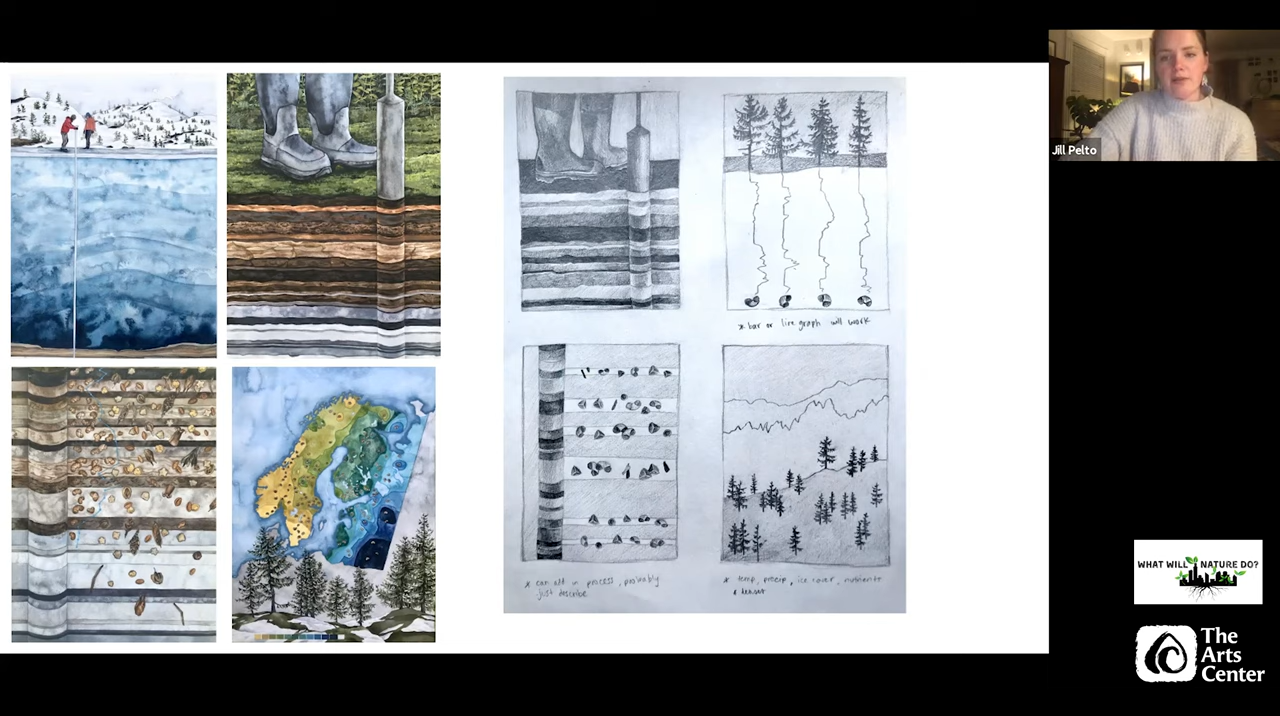 Jill Pelto
* bar or line graph will work
* can add in process, probably
just describe
* temp, precip, ice cover, nutrients
WHAT WILL NATURE DO?
The
Arts
Center